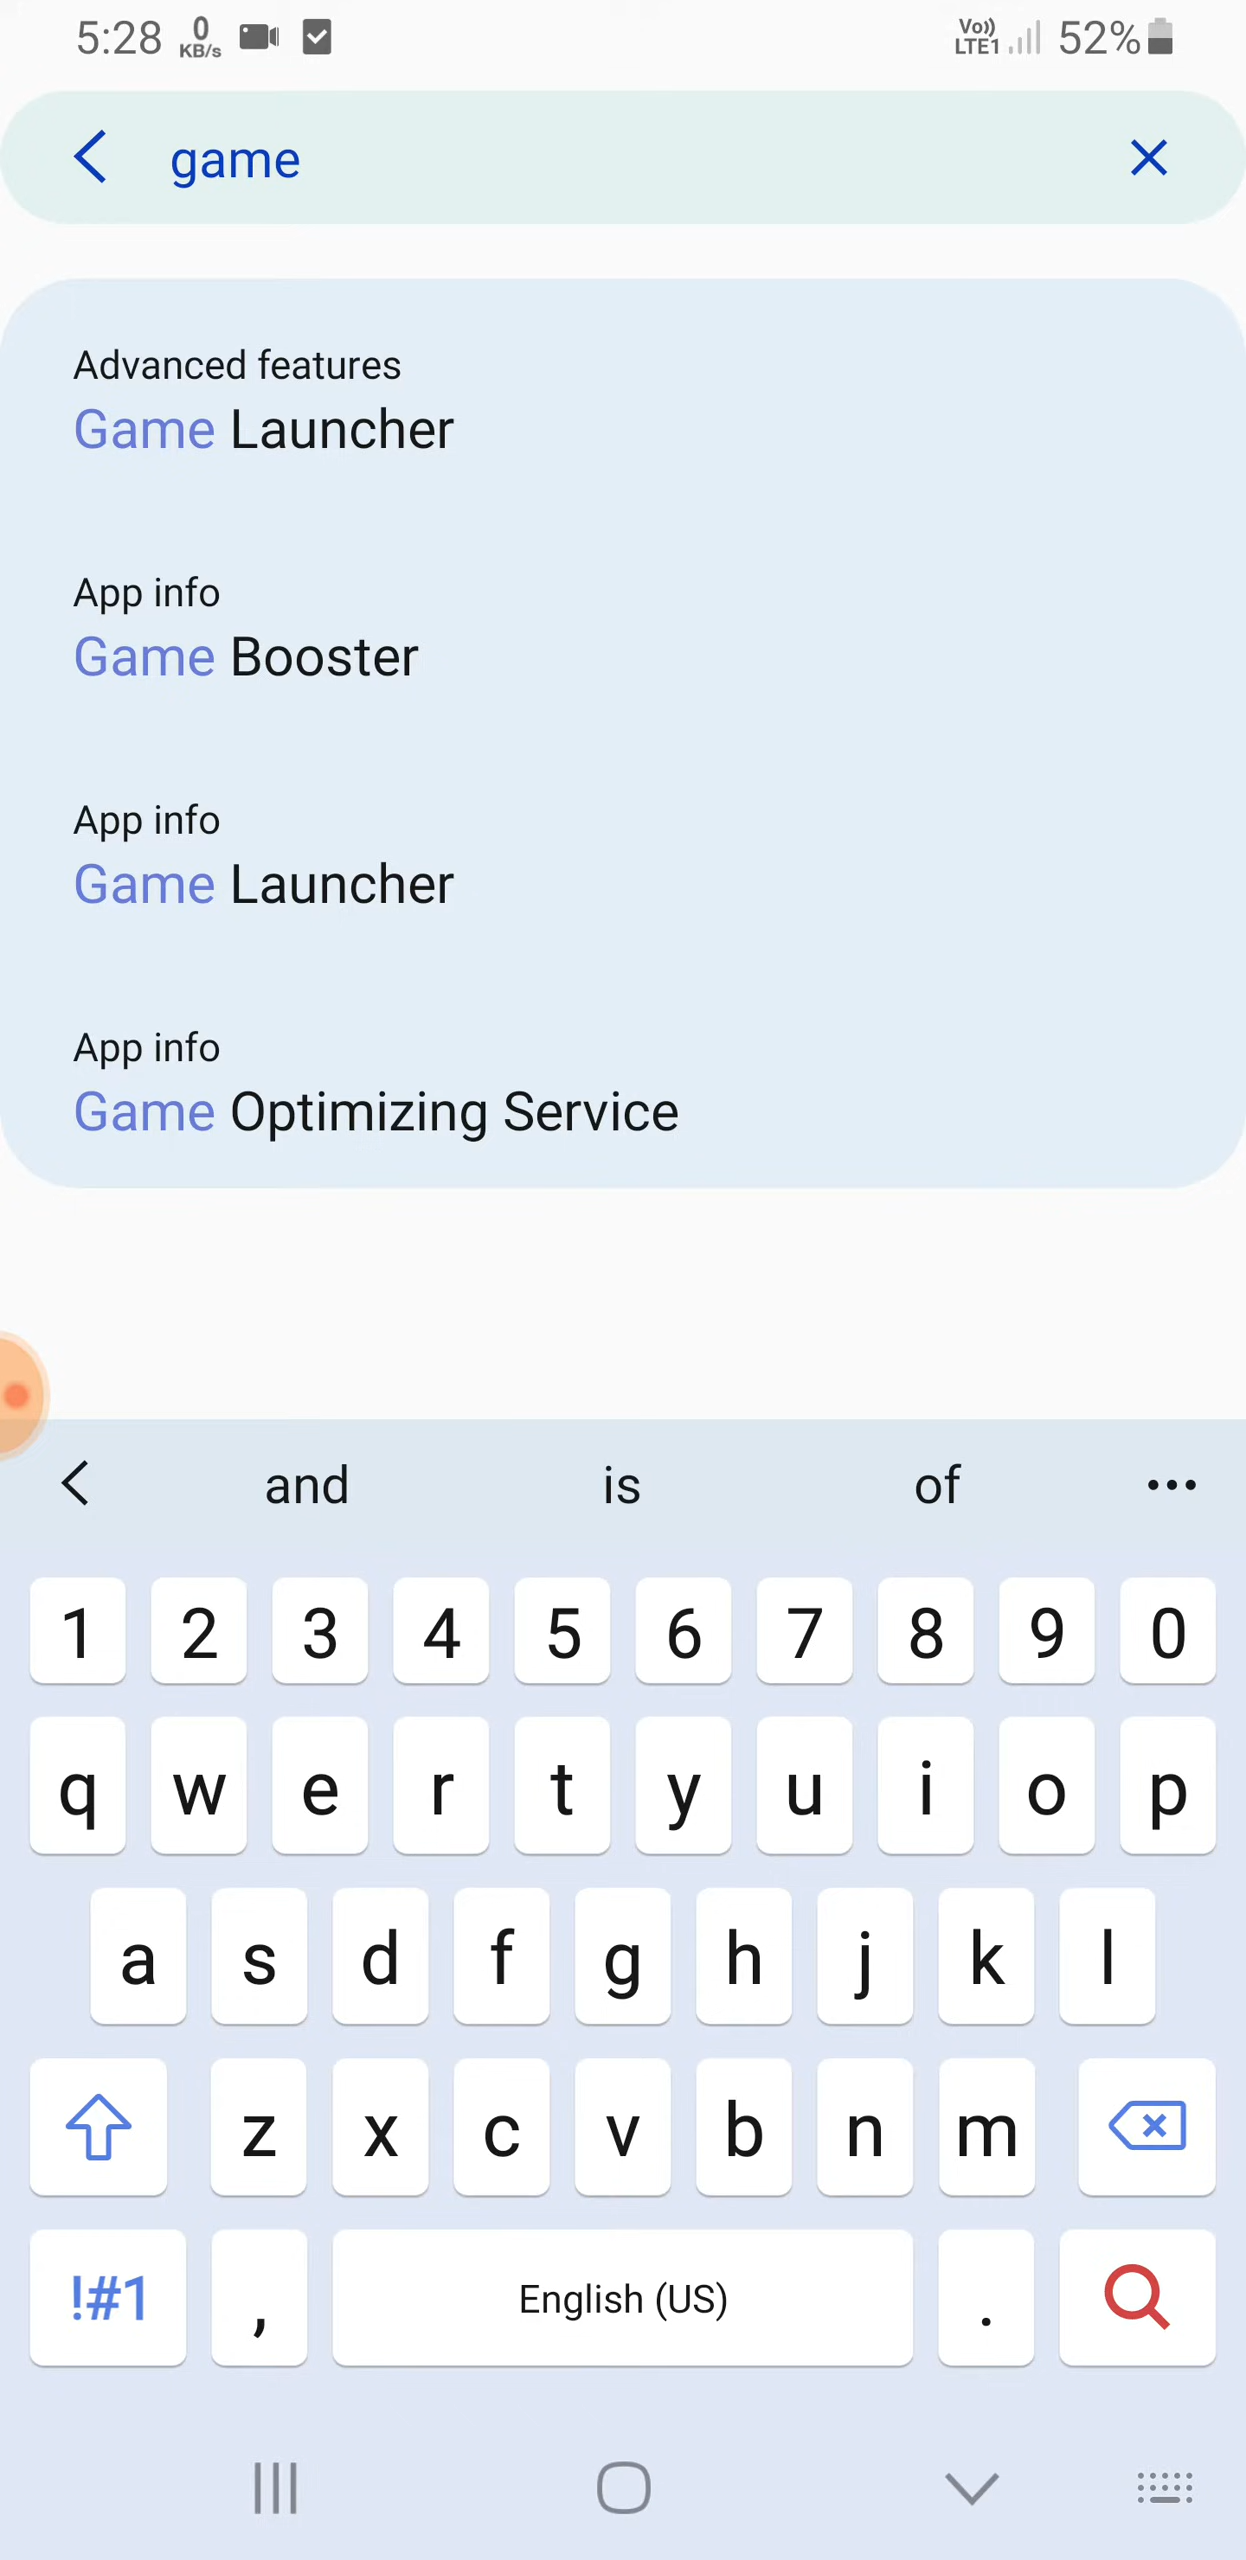 5:28 0 KB/s Vo)) LTE1 52%
game
Advanced features
Game Launcher
App info
Game Booster
App info
Game Launcher
App info
Game Optimizing Service
and is of
1 2 3 4 5 6 7 8 9 0
q w e r t y u i o p
a s d f g h j k l
z x c v b n m
!#1 , English (US) .